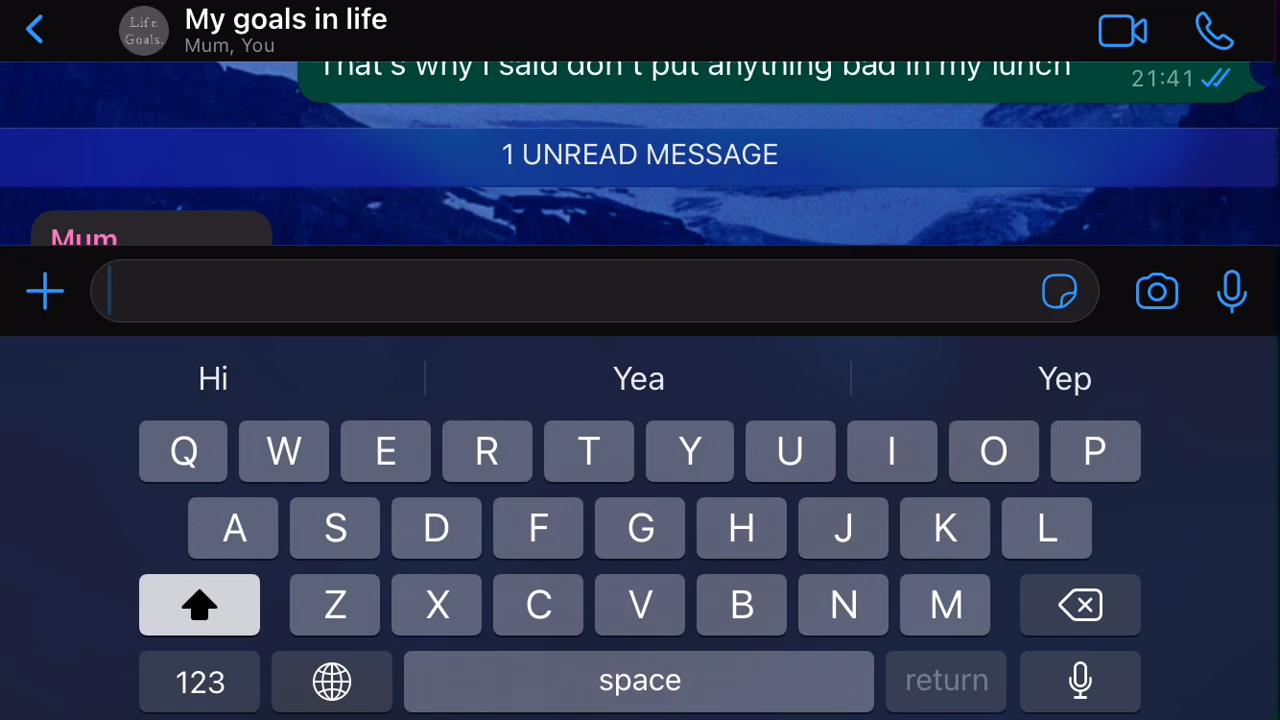 Life
Goals.
My goals in life
Mum, You
That's why I said don't put anything bad in my lunch
21:41
1 UNREAD MESSAGE
Mum
Hi Yea Yep
Q W E R T Y U I O P
A S D F G H J K L
Z X C V B N M
123 space return